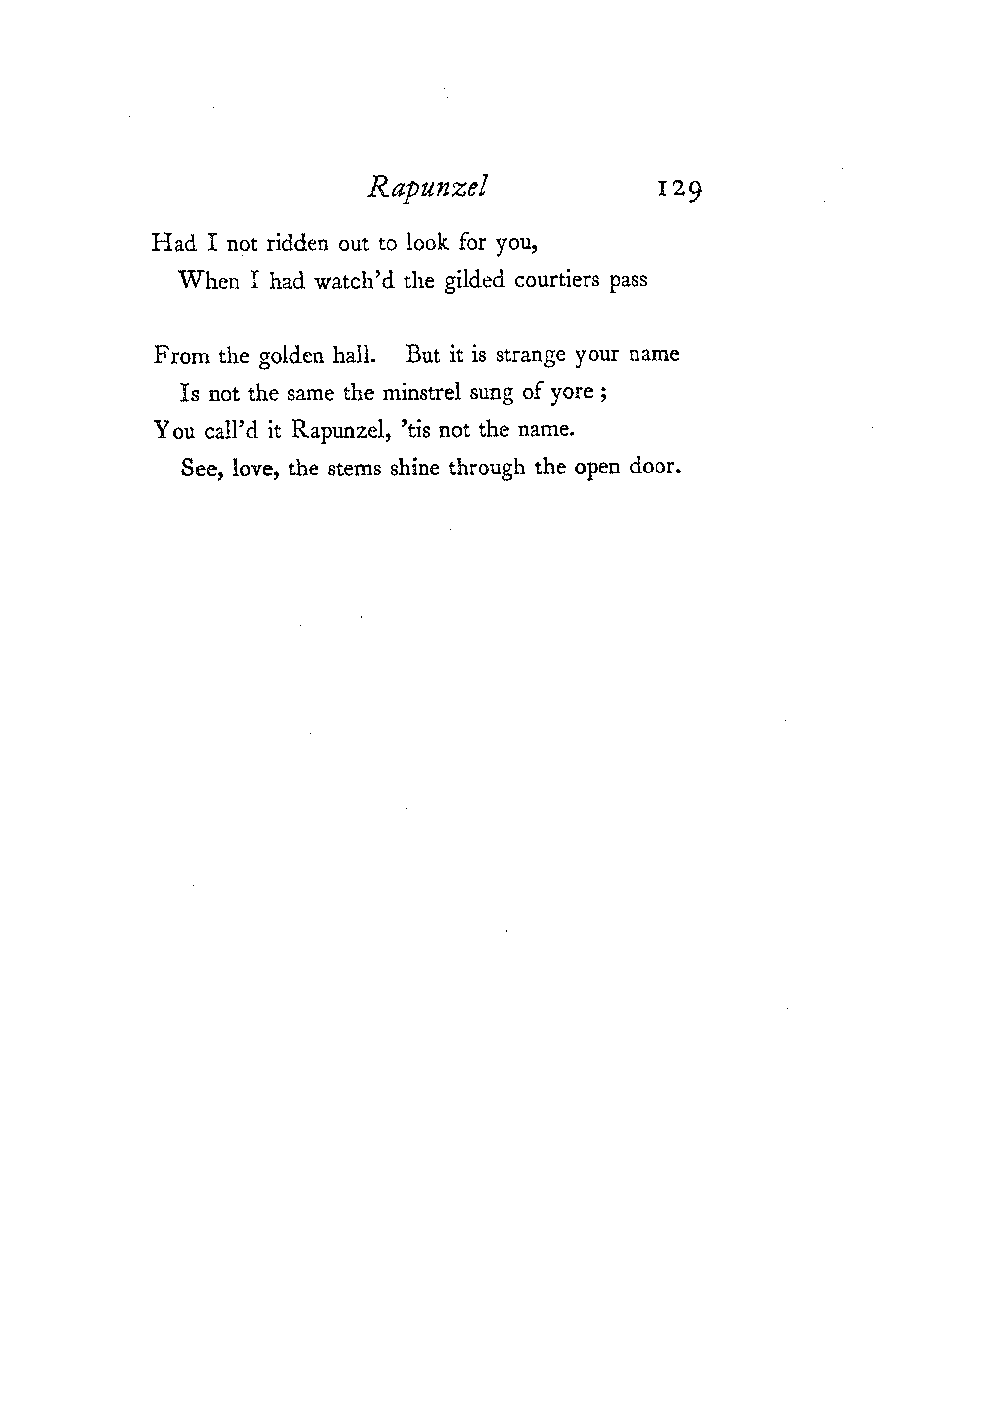 Rapunzel 129
Had I not ridden out to look for you,
When I had watch'd the gilded courtiers pass
From the golden hall. But it is strange your name
Is not the same the minstrel sung of yore ;
You call'd it Rapunzel, 'tis not the name.
See, love, the stems shine through the open door.